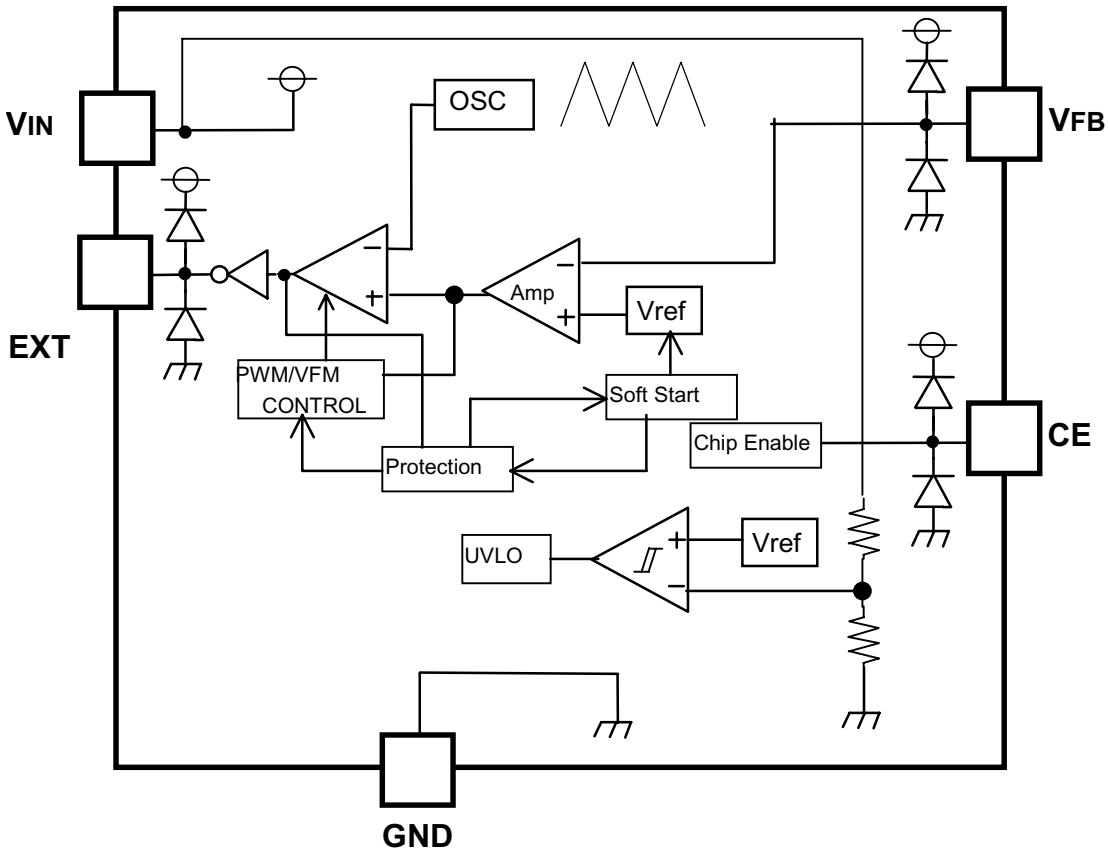 OSC
VIN
VFB
Amp
Vref
EXT
PWM/VFM
CONTROL
Soft Start
CE
Chip Enable
Protection
Vref
UVLO
GND